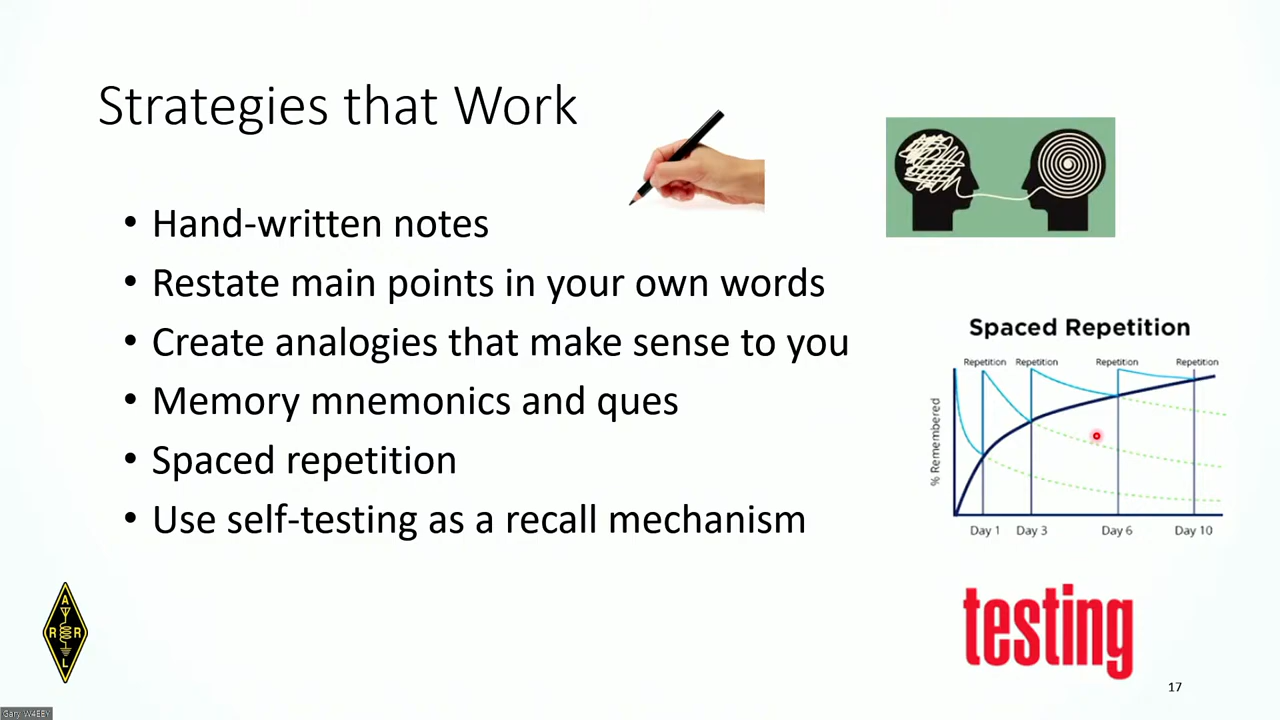 Strategies that Work
• Hand-written notes
• Restate main points in your own words
• Create analogies that make sense to you
• Memory mnemonics and ques
• Spaced repetition
• Use self-testing as a recall mechanism
Spaced Repetition
Repetition Repetition Repetition Repetition
% Remembered
Day 1 Day 3 Day 6 Day 10
testing
A
R R
L
17
Gary W4EEY